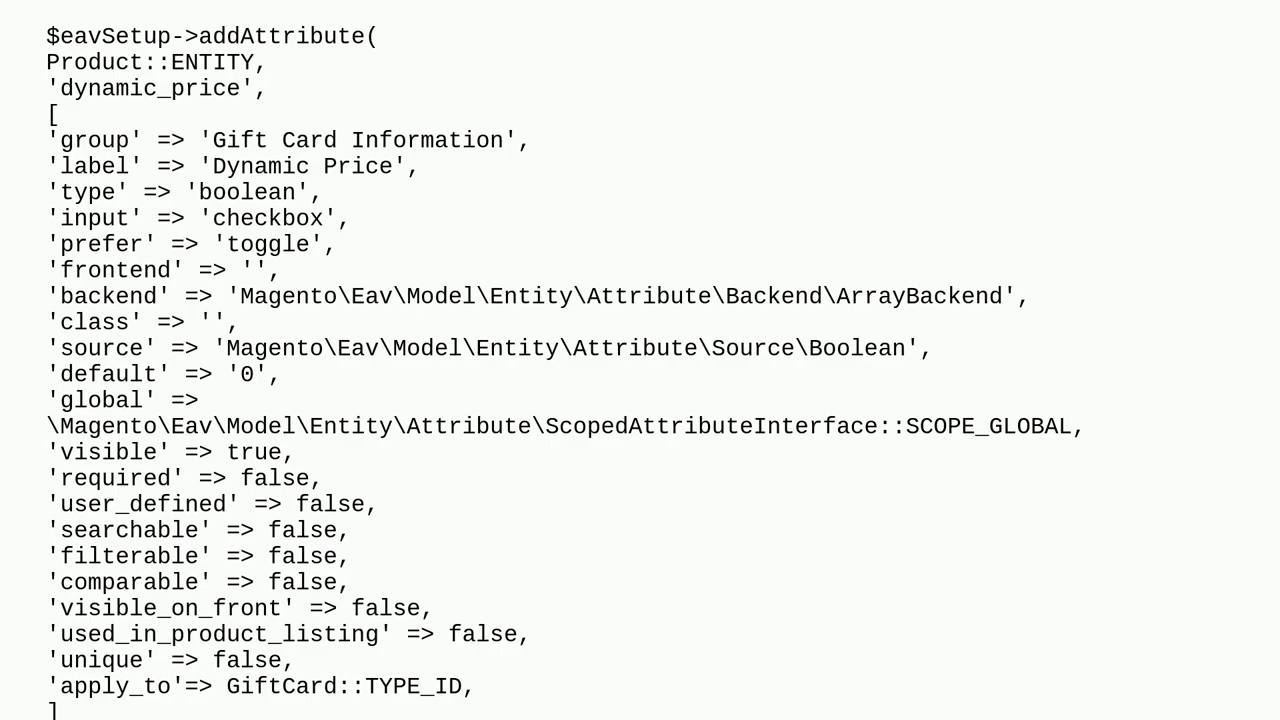 $eavSetup->addAttribute(
Product::ENTITY,
'dynamic_price',
[
'group' => 'Gift Card Information',
'label' => 'Dynamic Price',
'type' => 'boolean',
'input' => 'checkbox',
'prefer' => 'toggle',
'frontend' => '',
'backend' => 'Magento\Eav\Model\Entity\Attribute\Backend\ArrayBackend',
'class' => '',
'source' => 'Magento\Eav\Model\Entity\Attribute\Source\Boolean',
'default' => '0',
'global' =>
\Magento\Eav\Model\Entity\Attribute\ScopedAttributeInterface::SCOPE_GLOBAL,
'visible' => true,
'required' => false,
'user_defined' => false,
'searchable' => false,
'filterable' => false,
'comparable' => false,
'visible_on_front' => false,
'used_in_product_listing' => false,
'unique' => false,
'apply_to'=> GiftCard::TYPE_ID,
]